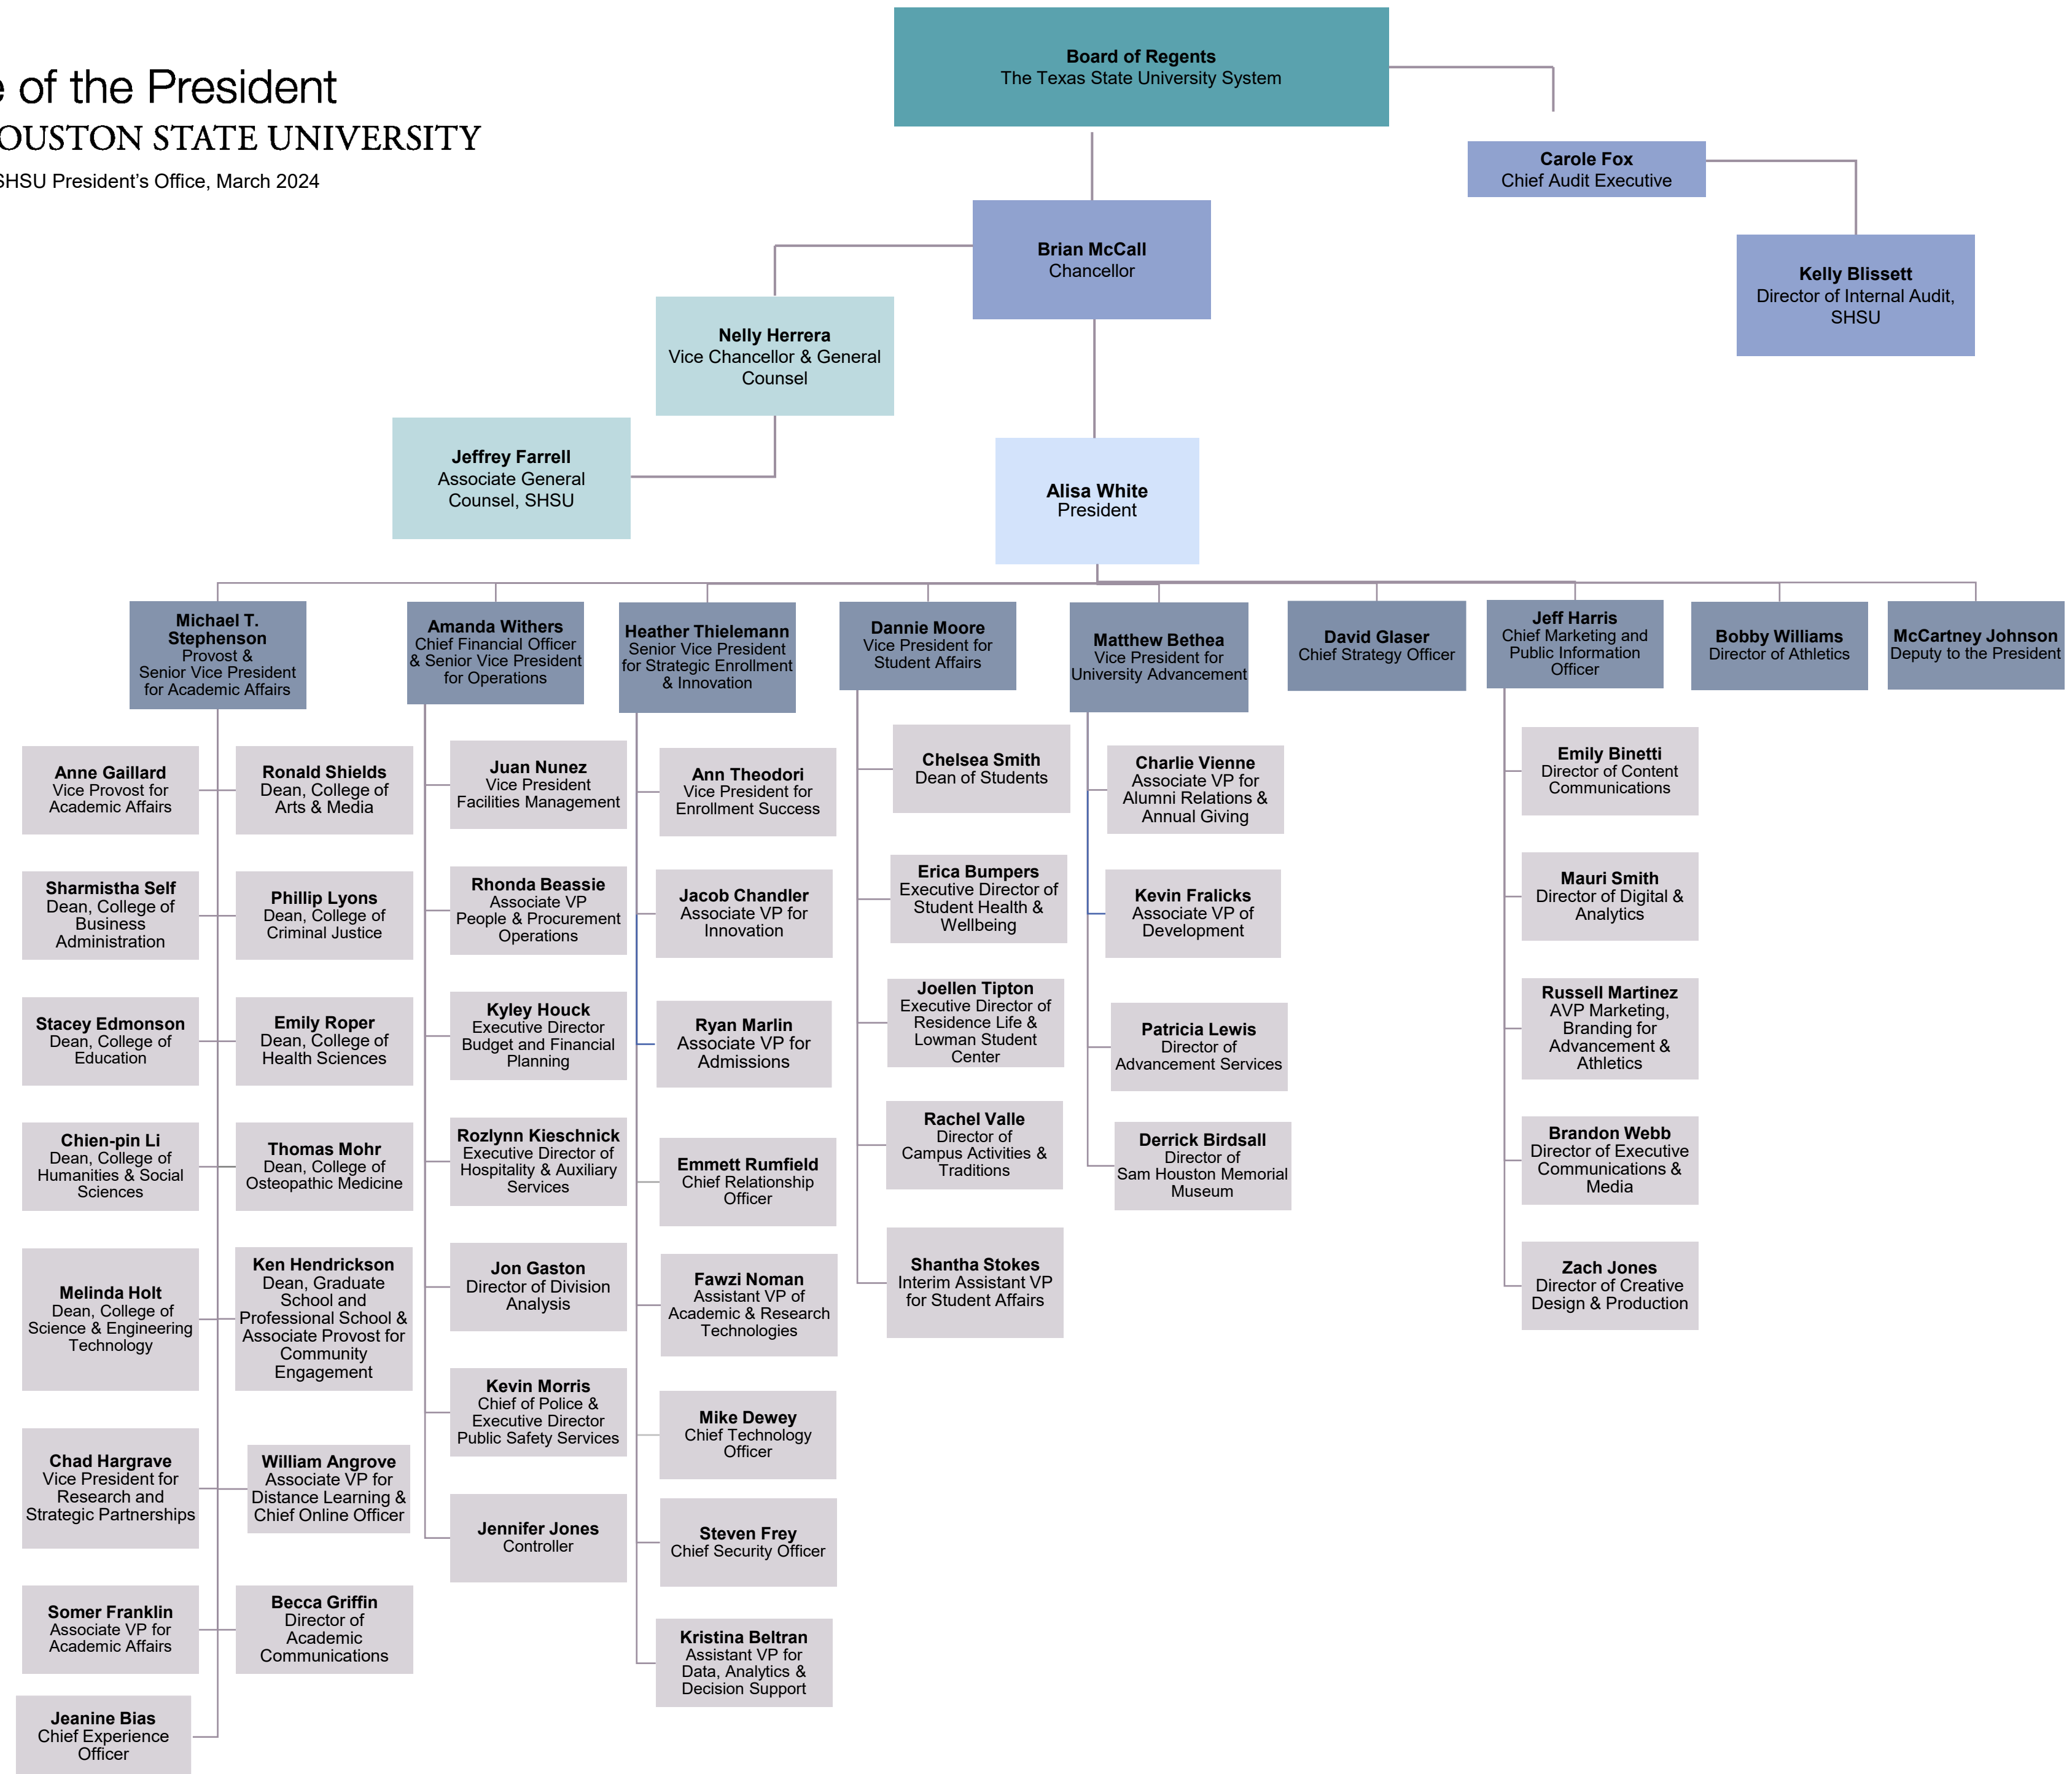 e of the President
OUSTON STATE UNIVERSITY
SHSU President's Office, March 2024
Board of Regents
The Texas State University System
Carole Fox
Chief Audit Executive
Kelly Blissett
Director of Internal Audit,
SHSU
Brian McCall
Chancellor
Nelly Herrera
Vice Chancellor & General
Counsel
Jeffrey Farrell
Associate General
Counsel, SHSU
Alisa White
President
Michael T.
Stephenson
Provost &
Senior Vice President
for Academic Affairs
Amanda Withers
Chief Financial Officer
& Senior Vice President
for Operations
Heather Thielemann
Senior Vice President
for Strategic Enrollment
& Innovation
Dannie Moore
Vice President for
Student Affairs
Matthew Bethea
Vice President for
University Advancement
David Glaser
Chief Strategy Officer
Jeff Harris
Chief Marketing and
Public Information
Officer
Bobby Williams
Director of Athletics
McCartney Johnson
Deputy to the President
Anne Gaillard
Vice Provost for
Academic Affairs
Ronald Shields
Dean, College of
Arts & Media
Sharmistha Self
Dean, College of
Business
Administration
Phillip Lyons
Dean, College of
Criminal Justice
Stacey Edmonson
Dean, College of
Education
Emily Roper
Dean, College of
Health Sciences
Chien-pin Li
Dean, College of
Humanities & Social
Sciences
Thomas Mohr
Dean, College of
Osteopathic Medicine
Melinda Holt
Dean, College of
Science & Engineering
Technology
Ken Hendrickson
Dean, Graduate
School and
Professional School &
Associate Provost for
Community
Engagement
Chad Hargrave
Vice President for
Research and
Strategic Partnerships
William Angrove
Associate VP for
Distance Learning &
Chief Online Officer
Somer Franklin
Associate VP for
Academic Affairs
Becca Griffin
Director of
Academic
Communications
Jeanine Bias
Chief Experience
Officer
Juan Nunez
Vice President
Facilities Management
Rhonda Beassie
Associate VP
People & Procurement
Operations
Kyley Houck
Executive Director
Budget and Financial
Planning
Rozlynn Kieschnick
Executive Director of
Hospitality & Auxiliary
Services
Jon Gaston
Director of Division
Analysis
Kevin Morris
Chief of Police &
Executive Director
Public Safety Services
Jennifer Jones
Controller
Ann Theodori
Vice President for
Enrollment Success
Jacob Chandler
Associate VP for
Innovation
Ryan Marlin
Associate VP for
Admissions
Emmett Rumfield
Chief Relationship
Officer
Fawzi Noman
Assistant VP of
Academic & Research
Technologies
Mike Dewey
Chief Technology
Officer
Steven Frey
Chief Security Officer
Kristina Beltran
Assistant VP for
Data, Analytics &
Decision Support
Chelsea Smith
Dean of Students
Erica Bumpers
Executive Director of
Student Health &
Wellbeing
Joellen Tipton
Executive Director of
Residence Life &
Lowman Student
Center
Rachel Valle
Director of
Campus Activities &
Traditions
Shantha Stokes
Interim Assistant VP
for Student Affairs
Charlie Vienne
Associate VP for
Alumni Relations &
Annual Giving
Kevin Fralicks
Associate VP of
Development
Patricia Lewis
Director of
Advancement Services
Derrick Birdsall
Director of
Sam Houston Memorial
Museum
Emily Binetti
Director of Content
Communications
Mauri Smith
Director of Digital &
Analytics
Russell Martinez
AVP Marketing,
Branding for
Advancement &
Athletics
Brandon Webb
Director of Executive
Communications &
Media
Zach Jones
Director of Creative
Design & Production